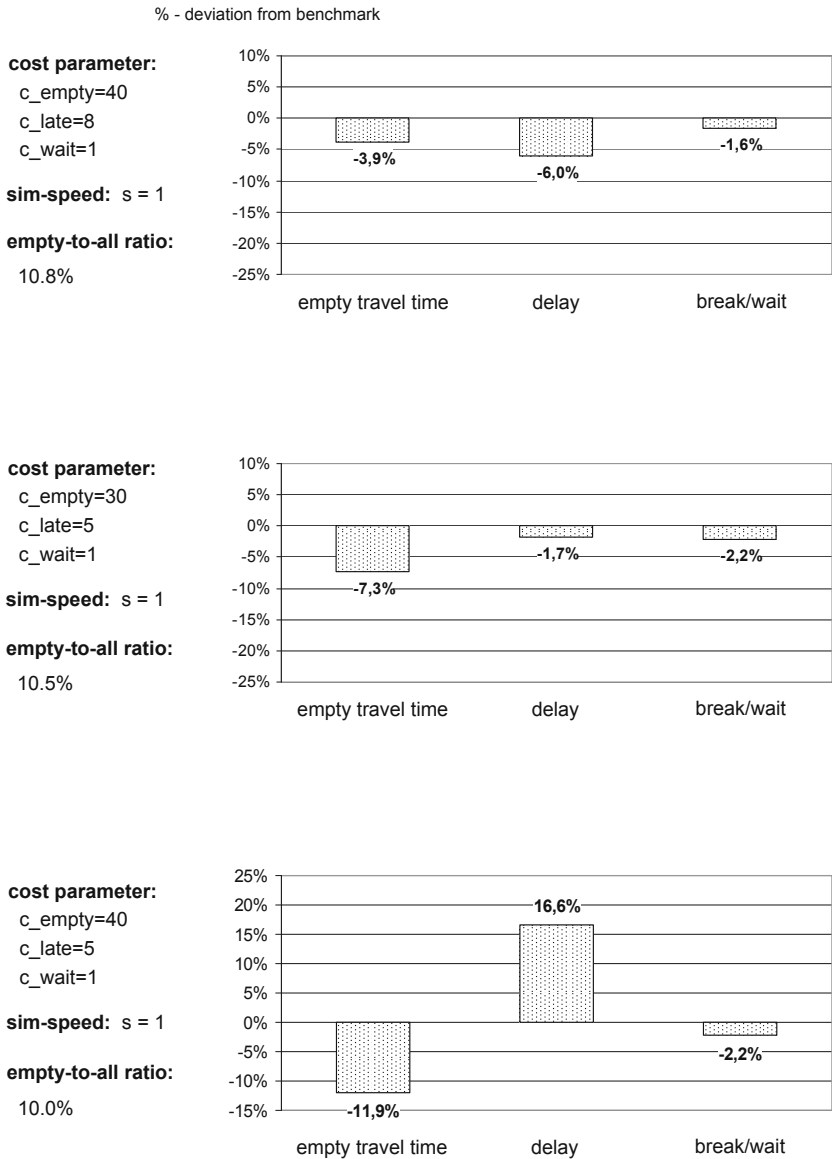 % - deviation from benchmark
cost parameter:
c_empty=40
c_late=8
c_wait=1
sim-speed: s = 1
empty-to-all ratio:
10.8%
10%
5%
0%
-5%
-10%
-15%
-20%
-25%
-3,9%
-6,0%
-1,6%
empty travel time delay break/wait
cost parameter:
c_empty=30
c_late=5
c_wait=1
sim-speed: s = 1
empty-to-all ratio:
10.5%
10%
5%
0%
-5%
-10%
-15%
-20%
-25%
-7,3%
-1,7%
-2,2%
empty travel time delay break/wait
cost parameter:
c_empty=40
c_late=5
c_wait=1
sim-speed: s = 1
empty-to-all ratio:
10.0%
25%
20%
15%
10%
5%
0%
-5%
-10%
-15%
-11,9%
16,6%
-2,2%
empty travel time delay break/wait